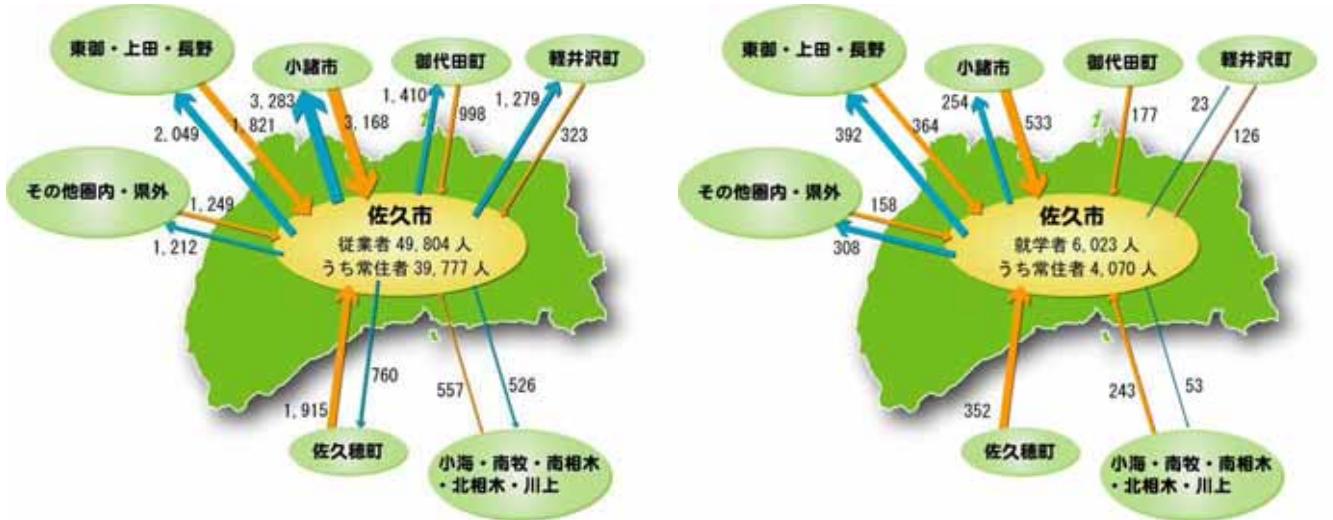 東御・上田・長野
小諸市
御代田町
軽井沢町
3,283
1,410
1,279
998
2,049
1,821
3,168
323
その他圏内・県外
1,249
1,212
佐久市
従業者 49,804 人
うち常住者 39,777 人
760
557
526
1,915
佐久穂町
小海・南牧・南相木
・北相木・川上
東御・上田・長野
小諸市
御代田町
軽井沢町
254
23
392
364
533
177
126
その他圏内・県外
158
308
佐久市
就学者 6,023 人
うち常住者 4,070 人
352
243
53
佐久穂町
小海・南牧・南相木
・北相木・川上